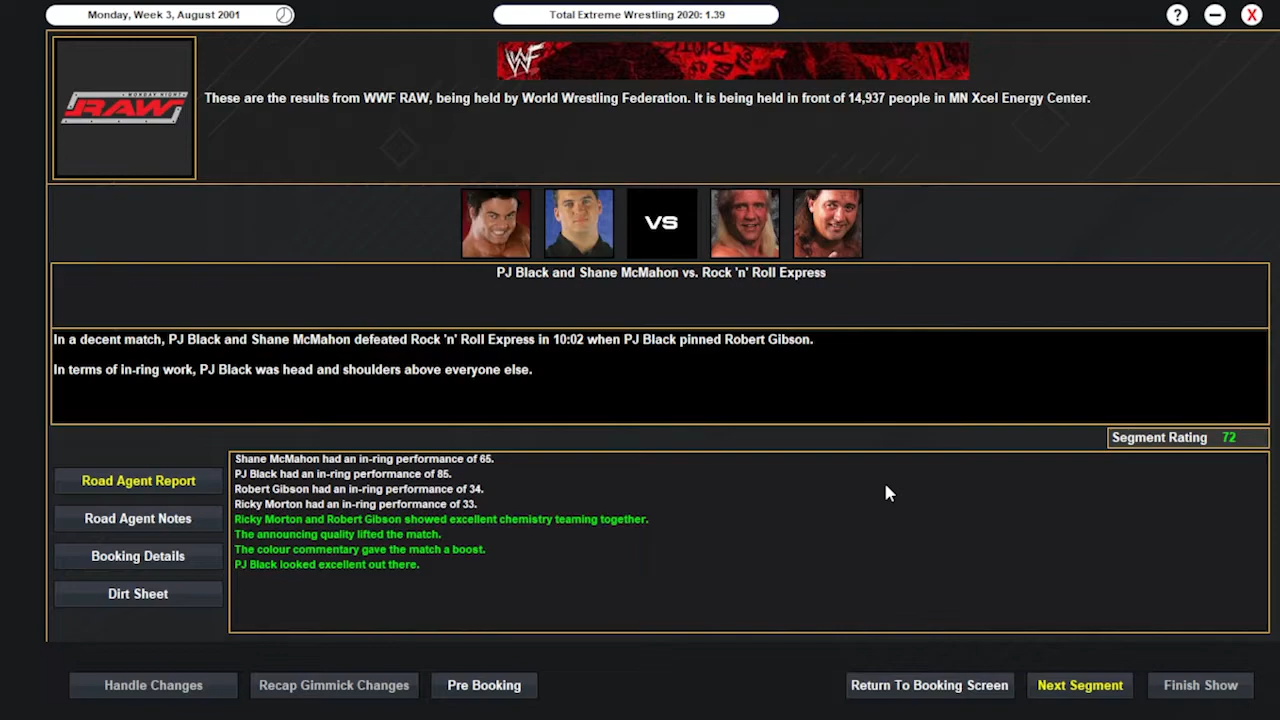 Monday, Week 3, August 2001
Total Extreme Wrestling 2020: 1.39
?
X
WF
MONDAY NIGHT
RAW
These are the results from WWF RAW, being held by World Wrestling Federation. It is being held in front of 14,937 people in MN Xcel Energy Center.
VS
PJ Black and Shane McMahon vs. Rock 'n' Roll Express
In a decent match, PJ Black and Shane McMahon defeated Rock 'n' Roll Express in 10:02 when PJ Black pinned Robert Gibson.
In terms of in-ring work, PJ Black was head and shoulders above everyone else.
Segment Rating 72
Road Agent Report
Road Agent Notes
Booking Details
Dirt Sheet
Shane McMahon had an in-ring performance of 65.
PJ Black had an in-ring performance of 85.
Robert Gibson had an in-ring performance of 34.
Ricky Morton had an in-ring performance of 33.
Ricky Morton and Robert Gibson showed excellent chemistry teaming together.
The announcing quality lifted the match.
The colour commentary gave the match a boost.
PJ Black looked excellent out there.
Handle Changes
Recap Gimmick Changes
Pre Booking
Return To Booking Screen
Next Segment
Finish Show